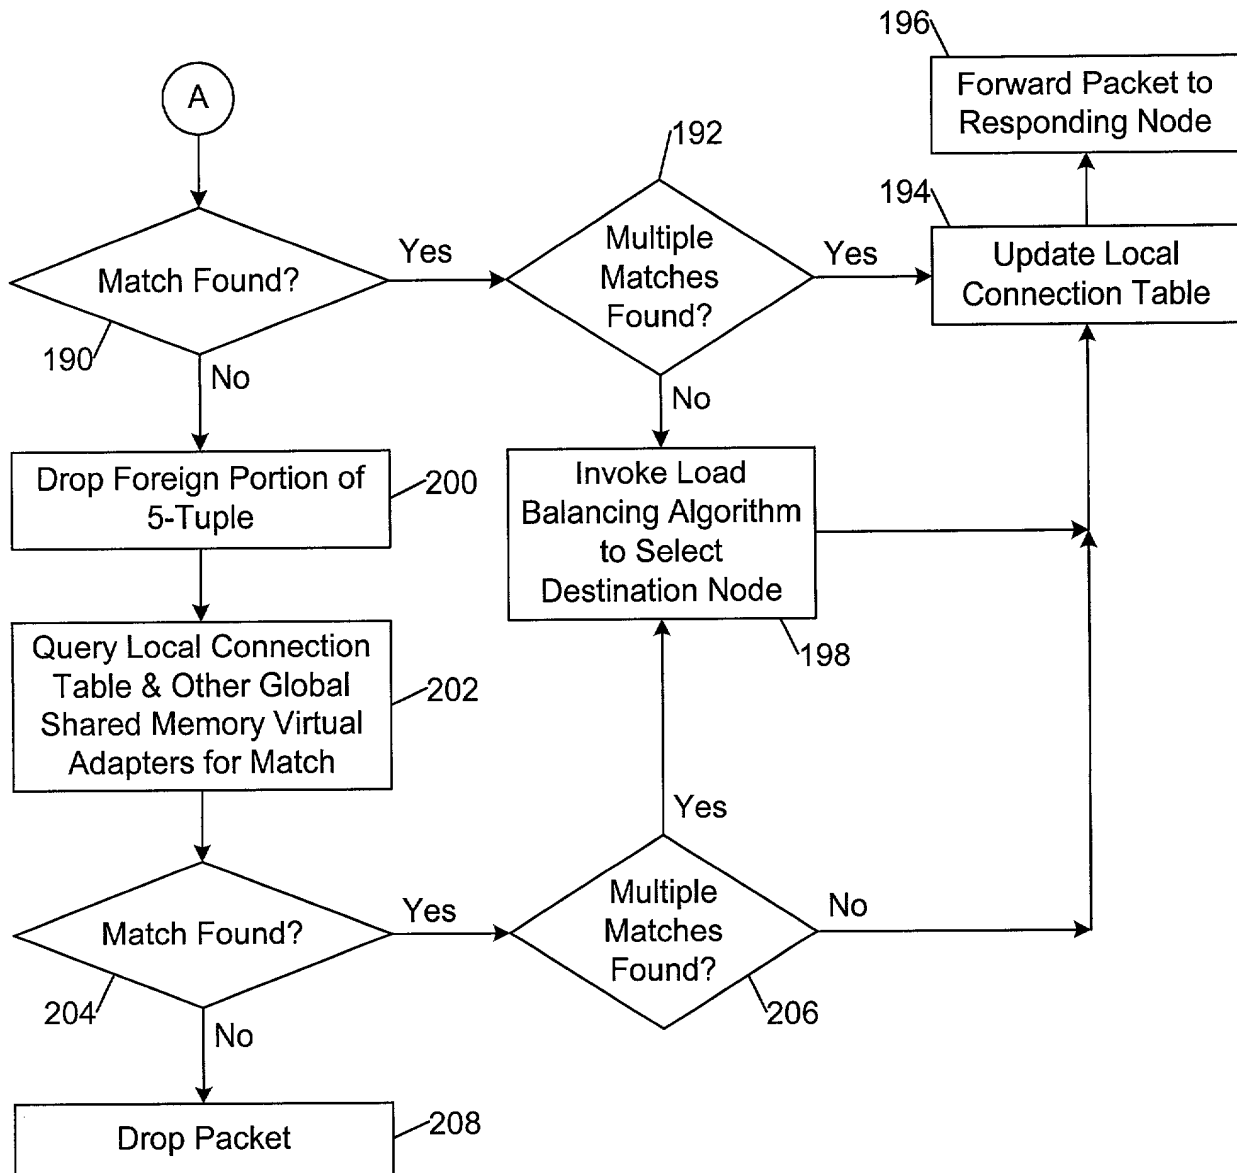 196
Forward Packet to
Responding Node
A
192
194
Match Found?
Yes
Multiple
Matches
Found?
Yes
Update Local
Connection Table
190
No
No
Drop Foreign Portion of
5-Tuple
200
Invoke Load
Balancing Algorithm
to Select
Destination Node
198
Query Local Connection
Table & Other Global
Shared Memory Virtual
Adapters for Match
202
Yes
Match Found?
Yes
Multiple
Matches
Found?
No
204
No
206
Drop Packet
208